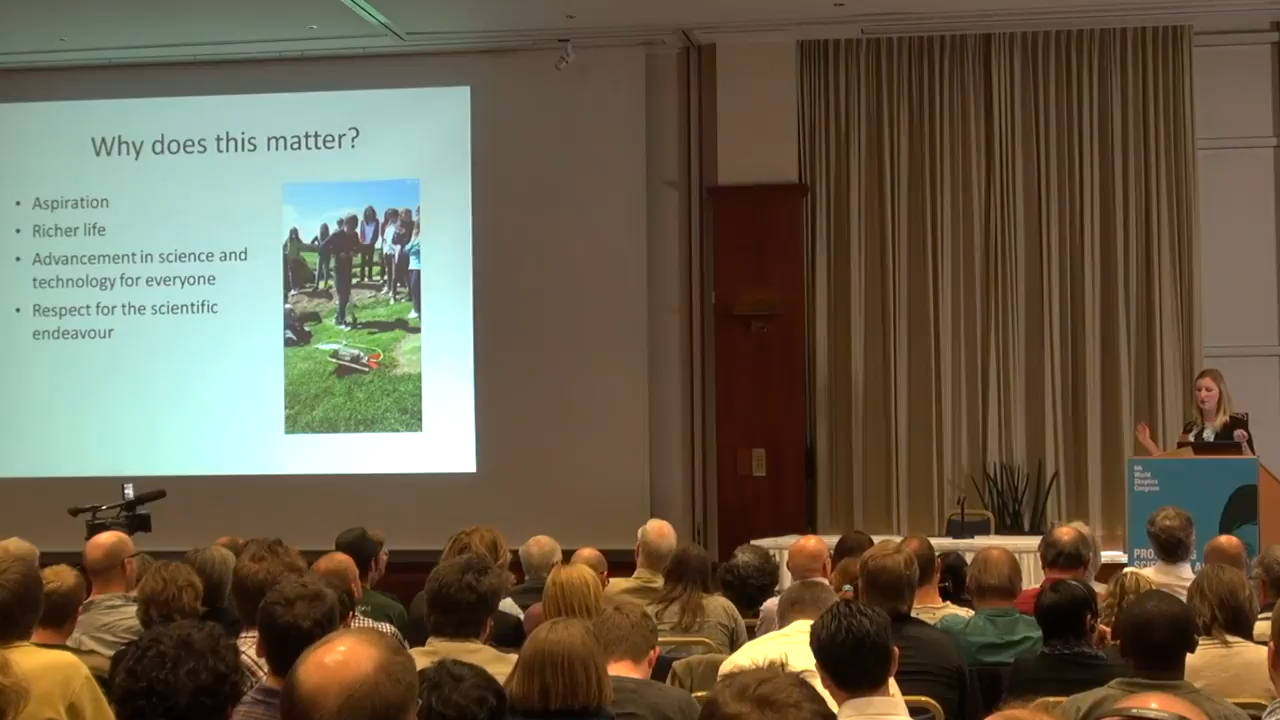 Why does this matter?
• Aspiration
• Richer life
• Advancement in science and
technology for everyone
• Respect for the scientific
endeavour
World
Skeptics
Congress